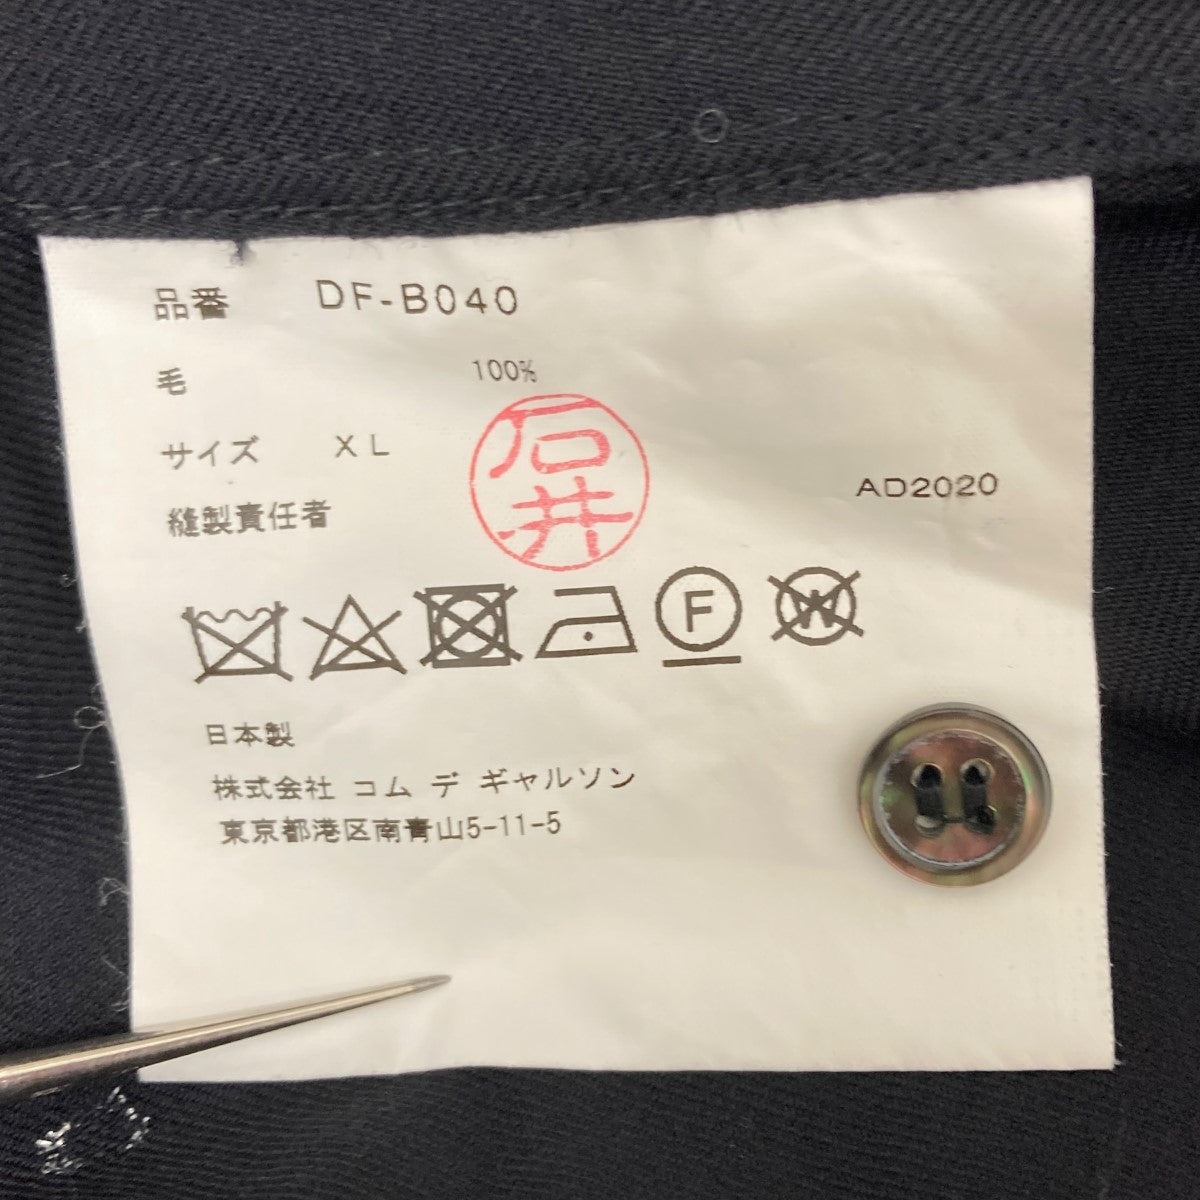 品番 DF-B040
毛 100%
サイズ XL
石井
AD2020
縫製責任者
F
W
日本製
株式会社 コム デ ギャルソン
東京都港区南青山5-11-5